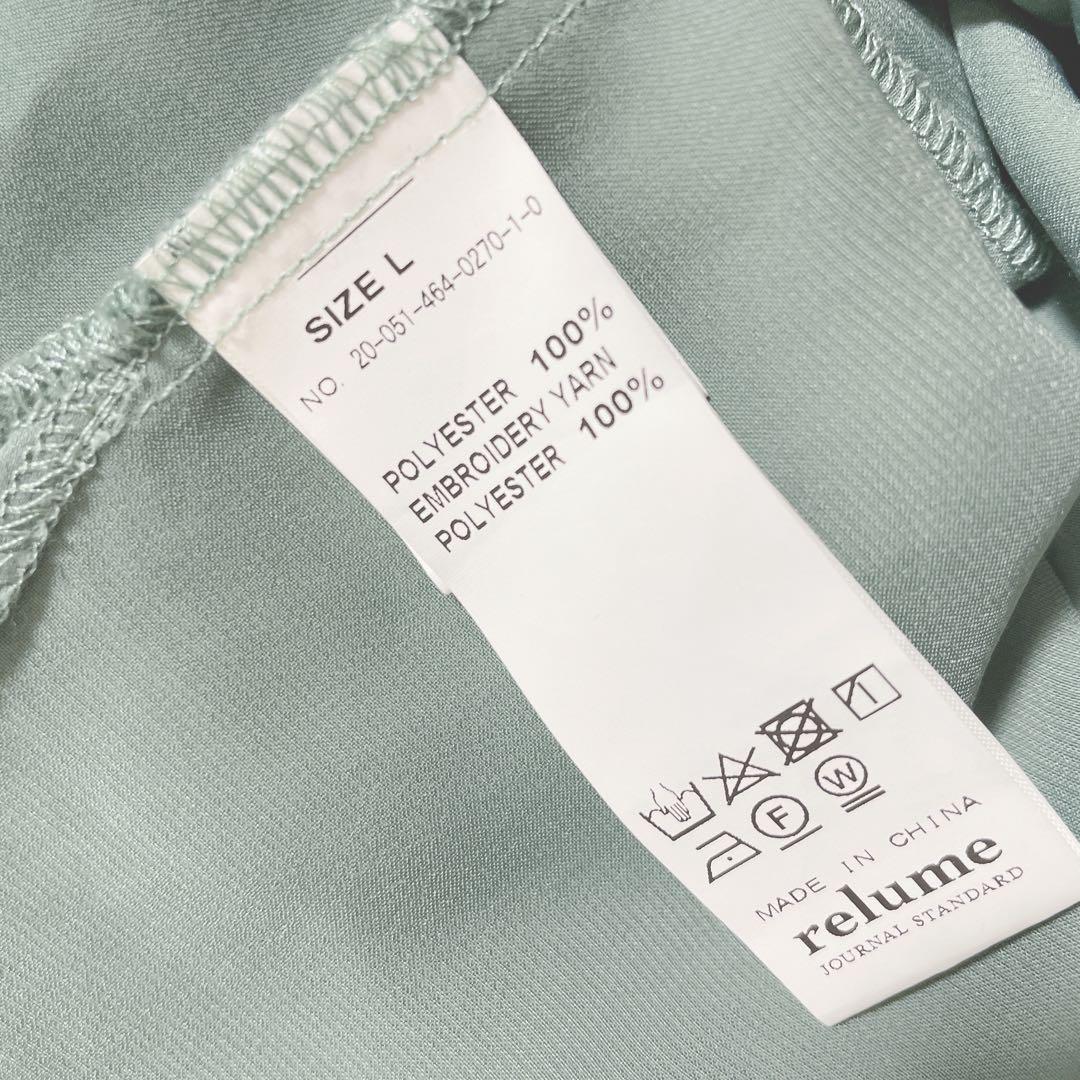 SIZE L
NO. 20-051-464-0270-1-0
POLYESTER 100%
EMBROIDERY YARN
POLYESTER 100%
F W
MADE IN CHINA
relume
JOURNAL STANDARD